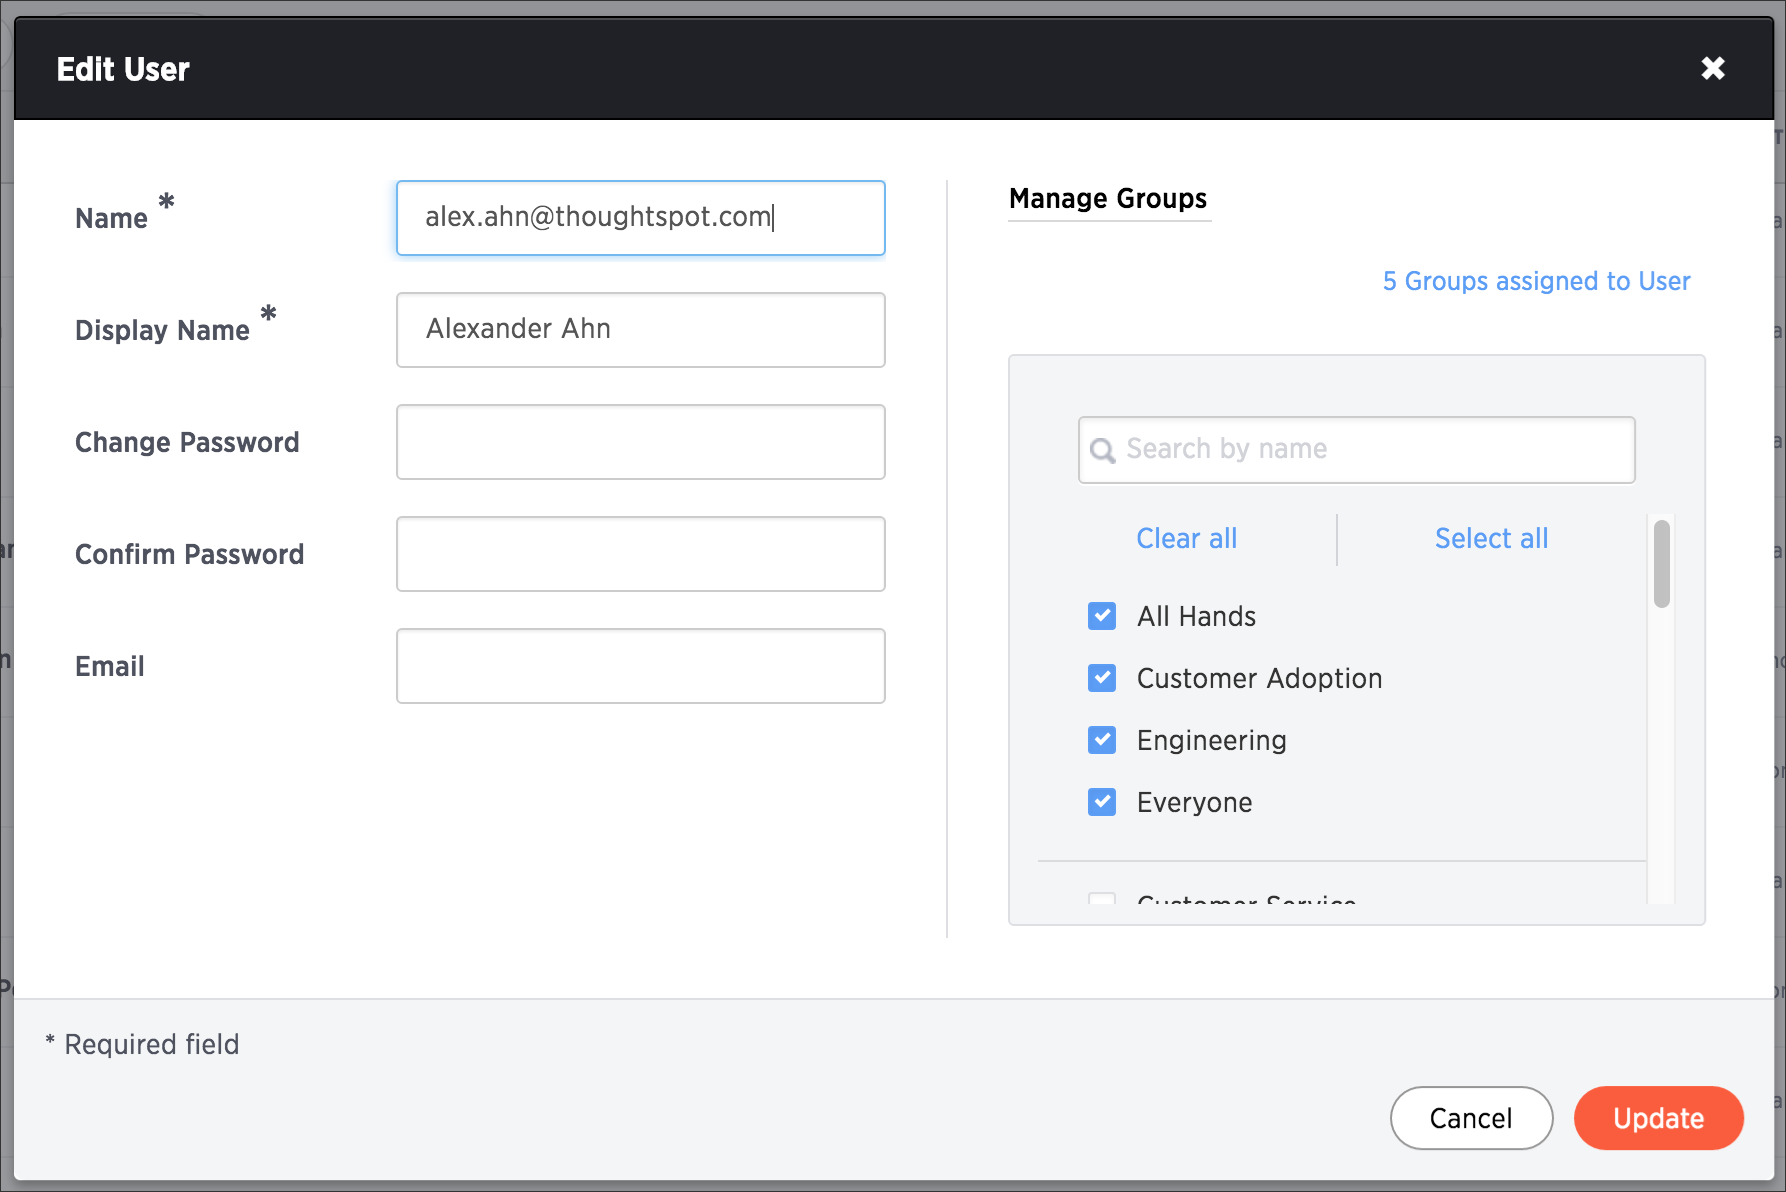 Edit User
Name *
alex.ahn@thoughtspot.com
Display Name *
Alexander Ahn
Change Password
Confirm Password
Email
Manage Groups
5 Groups assigned to User
Search by name
Clear all
Select all
All Hands
Customer Adoption
Engineering
Everyone
Customer Service
* Required field
Cancel
Update